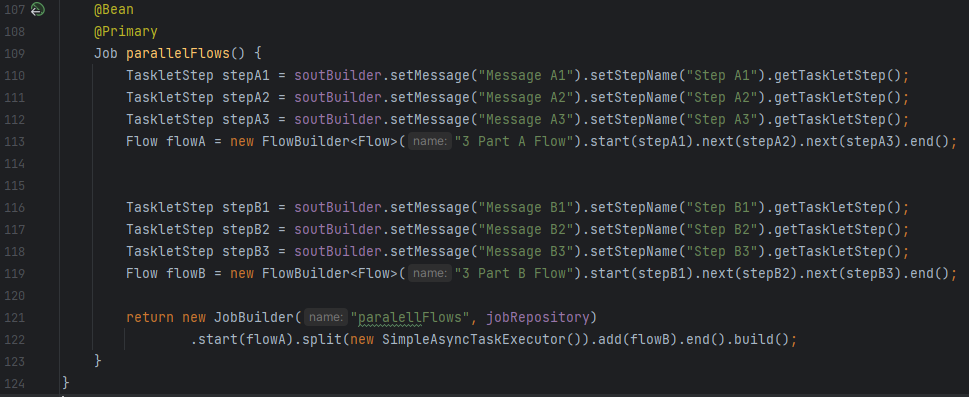 107 @Bean
108 @Primary
109 Job parallelFlows() {
110 TaskletStep stepA1 = soutBuilder.setMessage("Message A1").setStepName("Step A1").getTaskletStep();
111 TaskletStep stepA2 = soutBuilder.setMessage("Message A2").setStepName("Step A2").getTaskletStep();
112 TaskletStep stepA3 = soutBuilder.setMessage("Message A3").setStepName("Step A3").getTaskletStep();
113 Flow flowA = new FlowBuilder<Flow>( name: "3 Part A Flow").start(stepA1).next(stepA2).next(stepA3).end();
114
115
116 TaskletStep stepB1 = soutBuilder.setMessage("Message B1").setStepName("Step B1").getTaskletStep();
117 TaskletStep stepB2 = soutBuilder.setMessage("Message B2").setStepName("Step B2").getTaskletStep();
118 TaskletStep stepB3 = soutBuilder.setMessage("Message B3").setStepName("Step B3").getTaskletStep();
119 Flow flowB = new FlowBuilder<Flow>( name: "3 Part B Flow").start(stepB1).next(stepB2).next(stepB3).end();
120
121 return new JobBuilder( name: "paralellFlows", jobRepository)
122 .start(flowA).split(new SimpleAsyncTaskExecutor()).add(flowB).end().build();
123 }
124 }